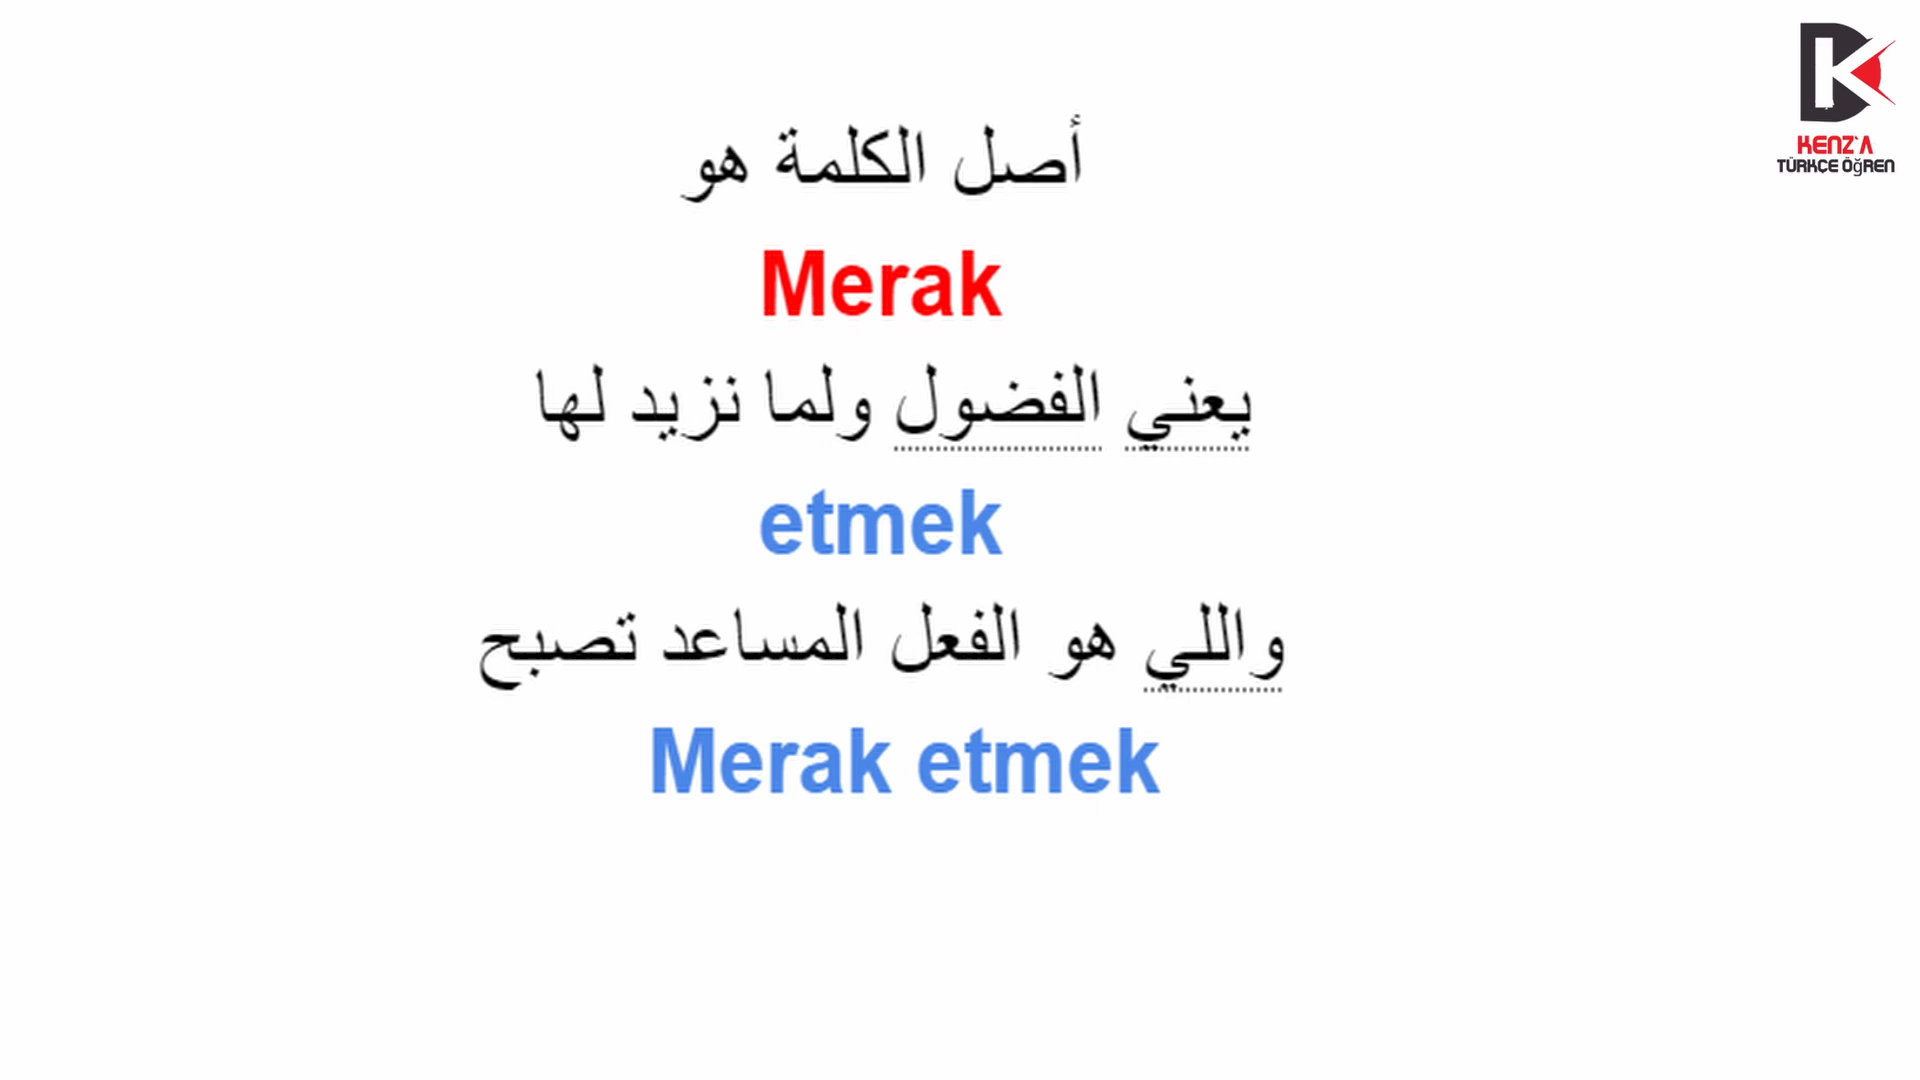 أصل الكلمة هو
Merak
يعني الفضول ولما نزيد لها
etmek
واللي هو الفعل المساعد تصبح
Merak etmek
DK
KENZ`A
TÜRKÇE ÖğREN